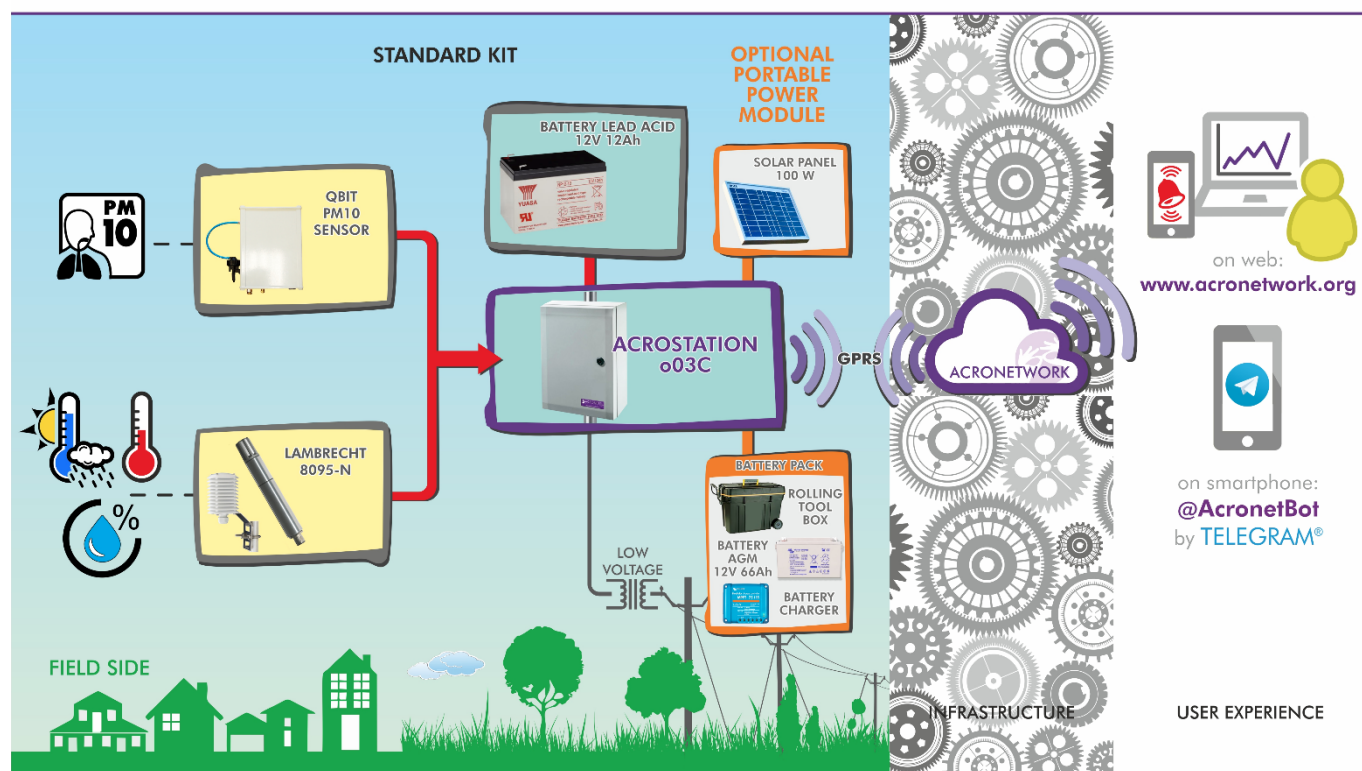 STANDARD KIT
OPTIONAL
PORTABLE
POWER
MODULE
BATTERY LEAD ACID
12V 12Ah
YUASA
SOLAR PANEL
100 W
PM
10
QBIT
PM10
SENSOR
ACROSTATION
o03C
GPRS
ACRONETWORK
on web:
www.acronetwork.org
LAMBRECHT
8095-N
%
BATTERY PACK
ROLLING
TOOL
BOX
BATTERY
AGM
12V 66Ah
BATTERY
CHARGER
LOW
VOLTAGE
on smartphone:
@AcronetBot
by TELEGRAM®
FIELD SIDE
INFRASTRUCTURE
USER EXPERIENCE